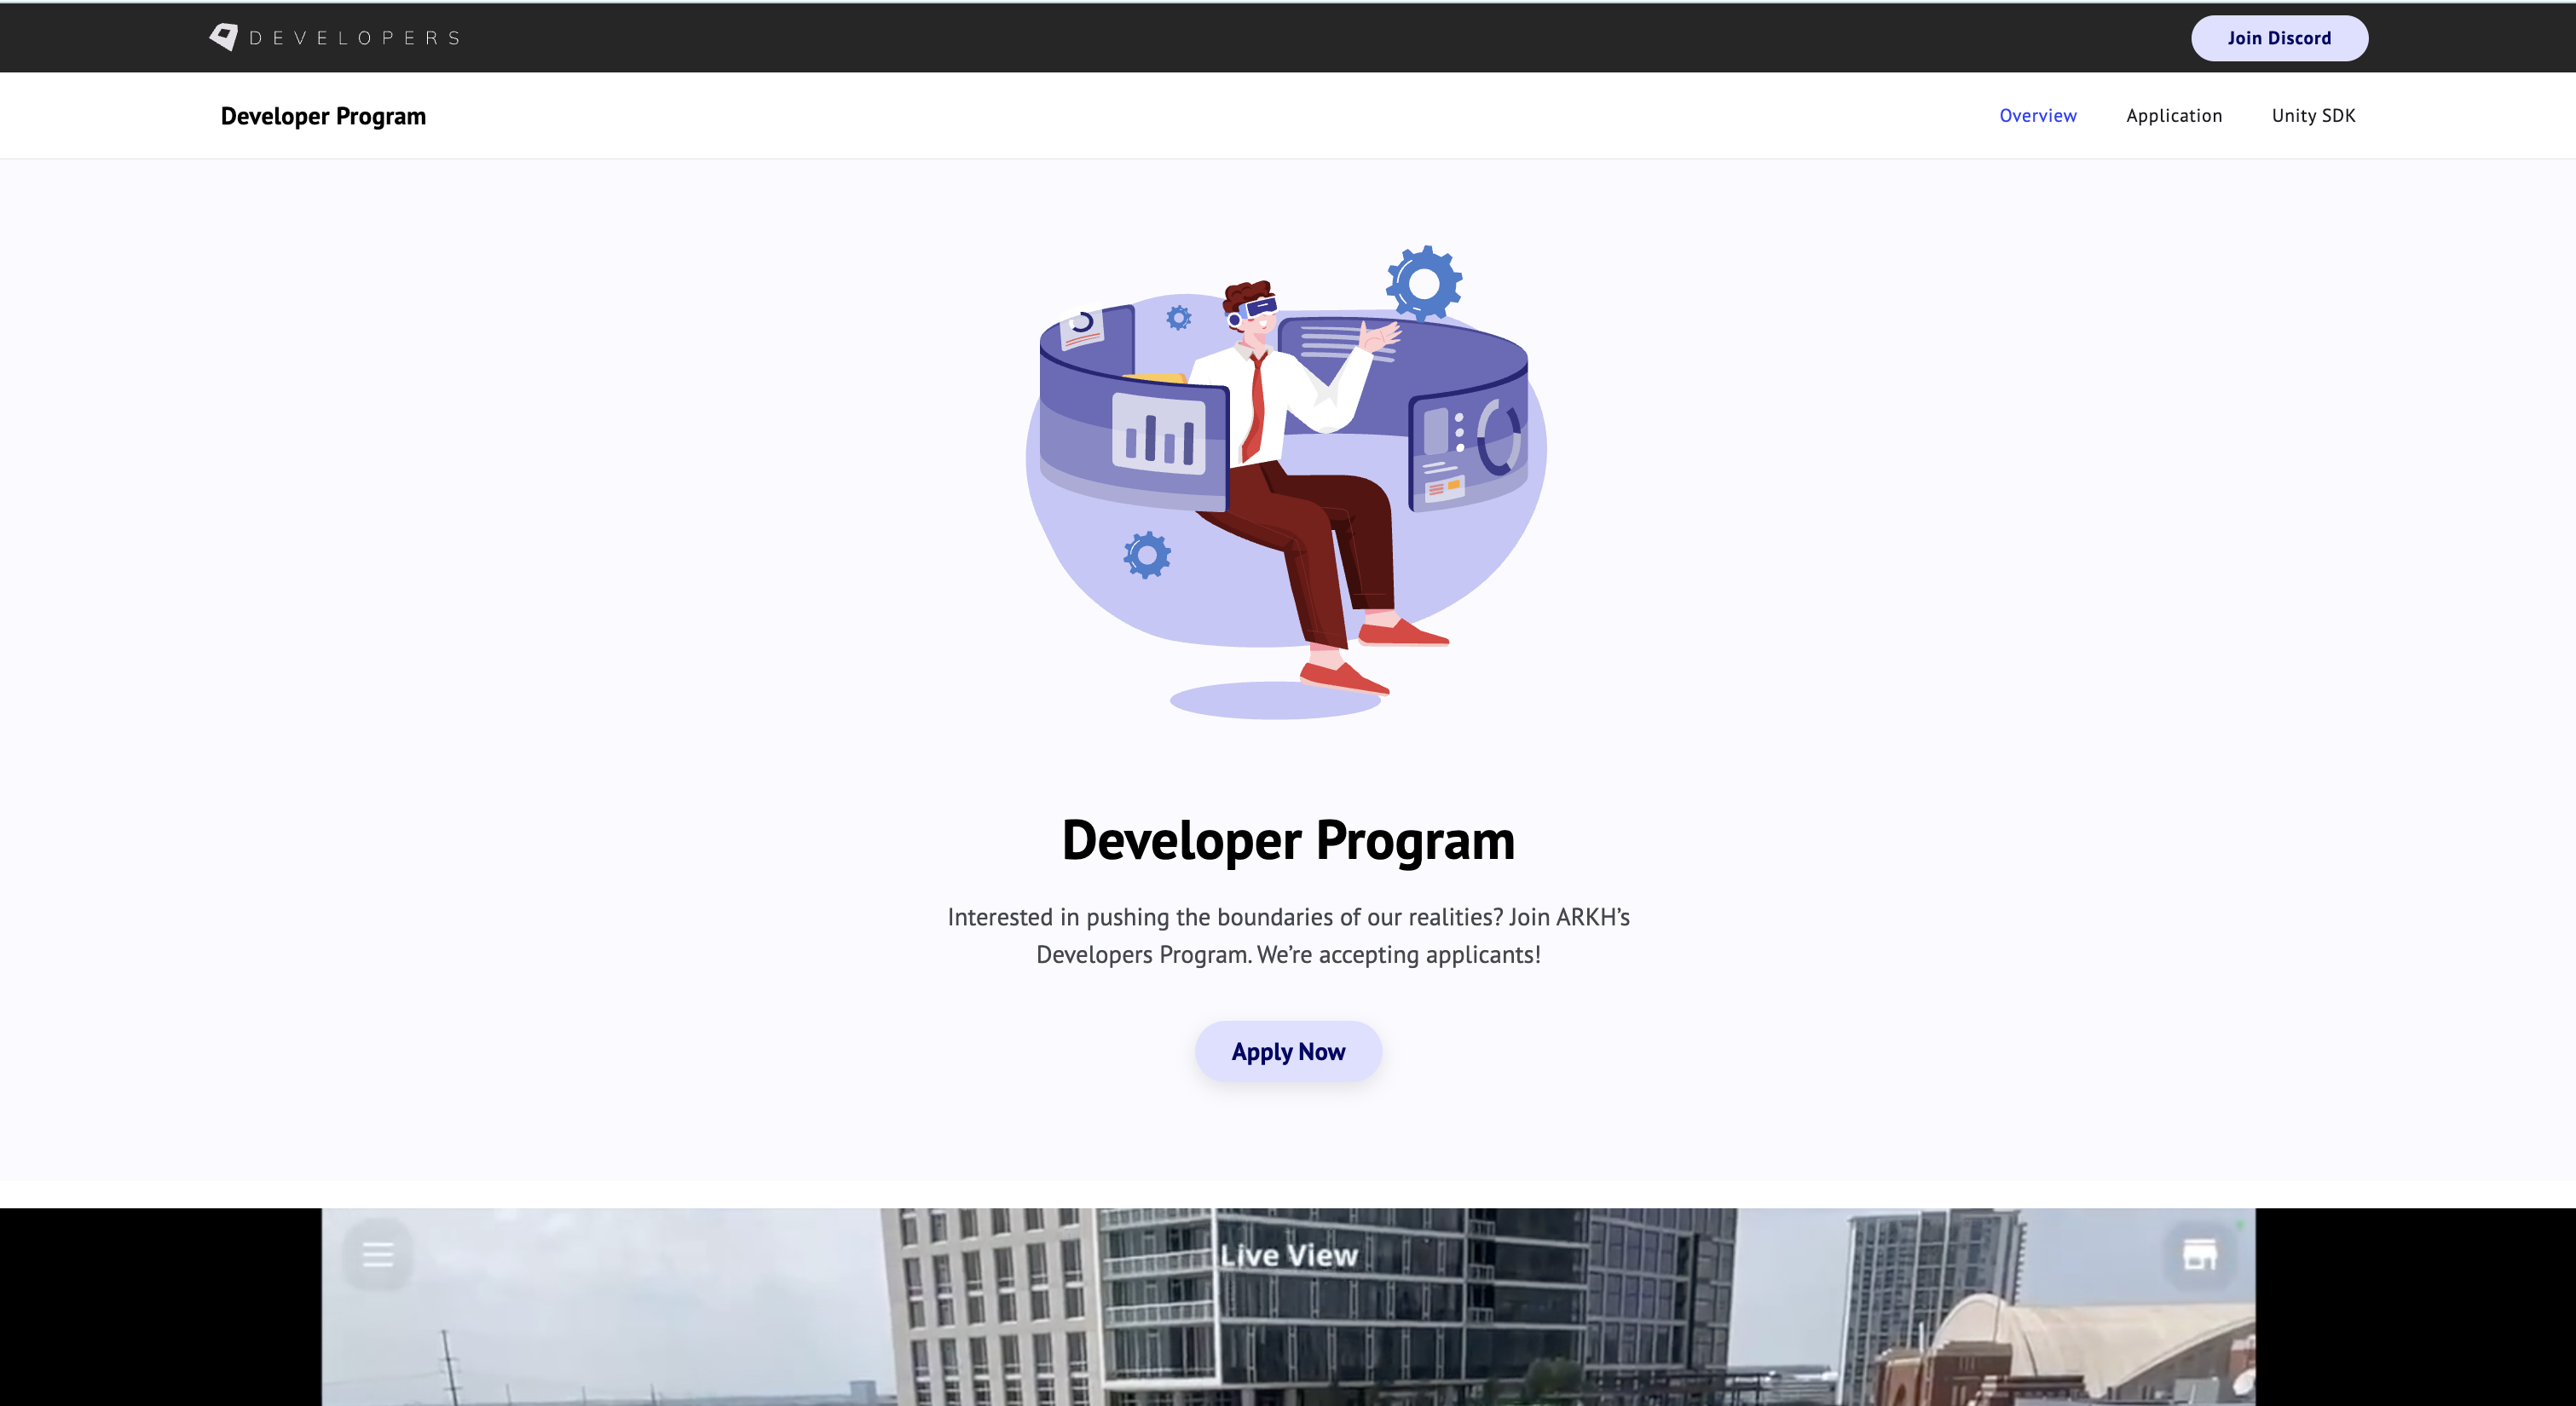 DEVELOPERS
Join Discord
Developer Program
Overview
Application
Unity SDK
Developer Program
Interested in pushing the boundaries of our realities? Join ARKH’s
Developers Program. We’re accepting applicants!
Apply Now
Live View